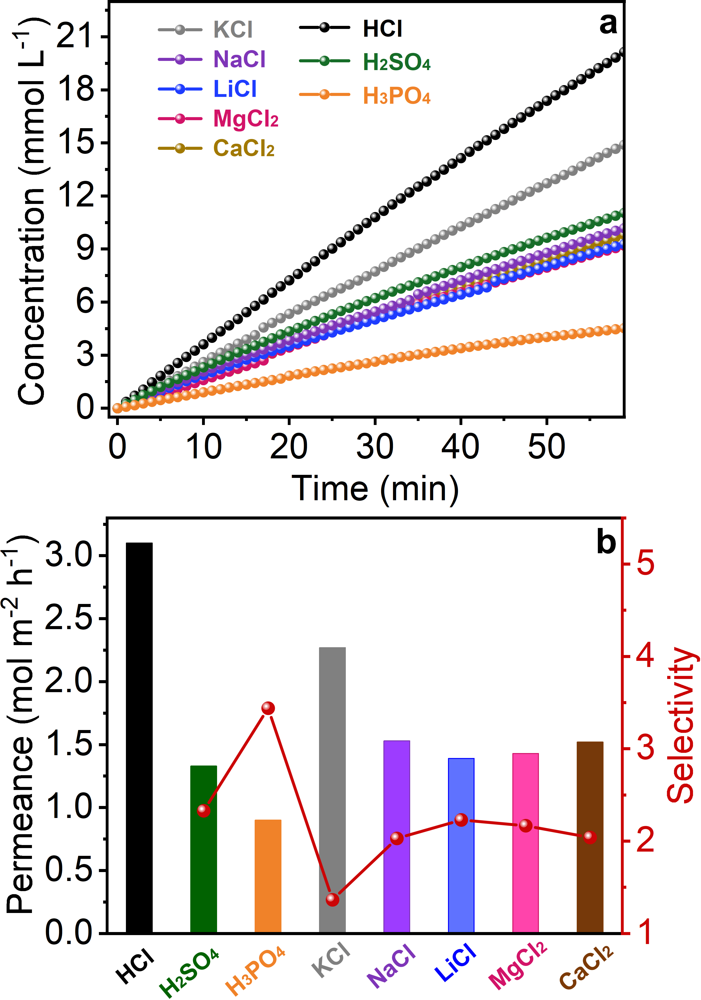 a
KCl
NaCl
LiCl
MgCl₂
CaCl₂
HCl
H₂SO₄
H₃PO₄
Concentration (mmol L⁻¹)
21
18
15
12
9
6
3
0
0 10 20 30 40 50
Time (min)
b
Permeance (mol m⁻² h⁻¹)
3.0
2.5
2.0
1.5
1.0
0.5
0.0
5
4
3
2
1
Selectivity
HCl H₂SO₄ H₃PO₄ KCl NaCl LiCl MgCl₂ CaCl₂